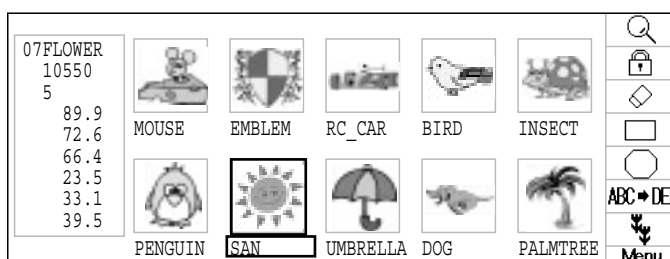 07FLOWER
10550
5
89.9
72.6
66.4
23.5
33.1
39.5
MOUSE EMBLEM RC_CAR BIRD INSECT
PENGUIN SAN UMBRELLA DOG PALMTREE
ABC➡DE
Menu